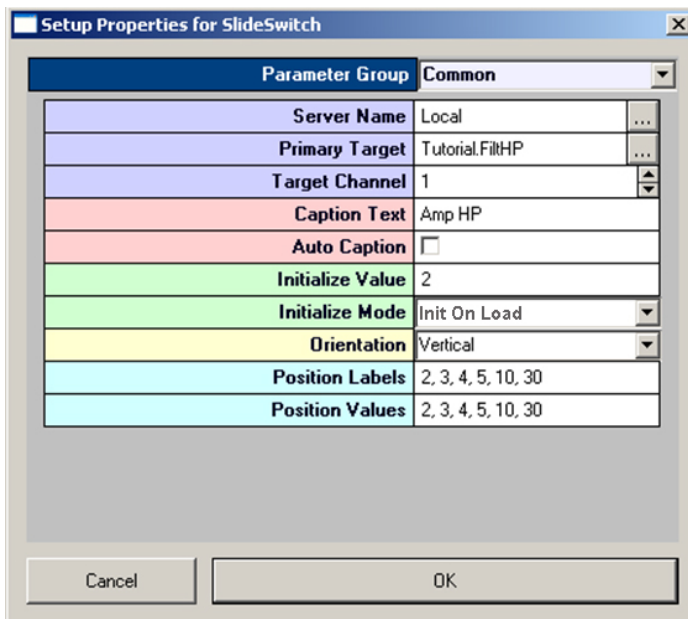 Setup Properties for SlideSwitch
Parameter Group Common
Server Name Local ...
Primary Target Tutorial.FiltHP ...
Target Channel 1
Caption Text Amp HP
Auto Caption
Initialize Value 2
Initialize Mode Init On Load
Orientation Vertical
Position Labels 2, 3, 4, 5, 10, 30
Position Values 2, 3, 4, 5, 10, 30
Cancel OK